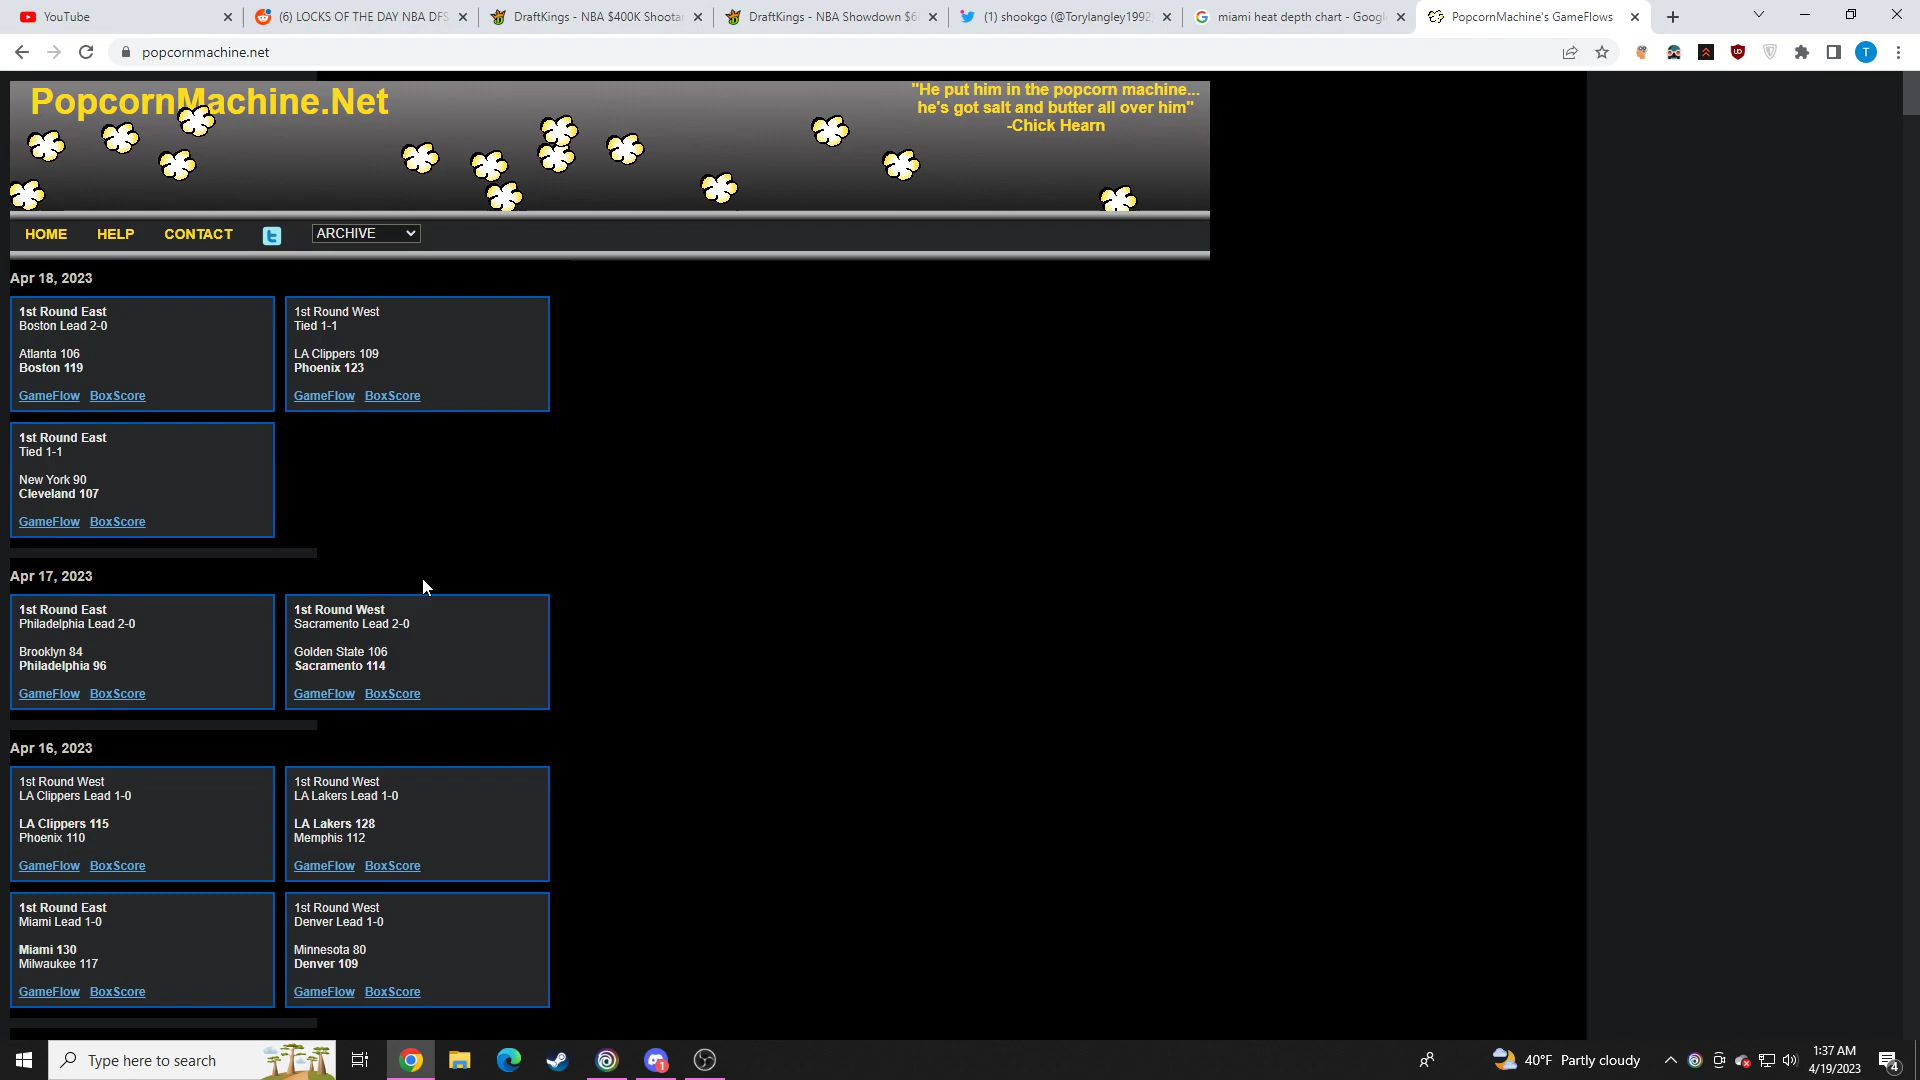 YouTube
(6) LOCKS OF THE DAY NBA DFS
DraftKings - NBA $400K Shoota
DraftKings - NBA Showdown $6
(1) shookgo (@Torylangley1992
miami heat depth chart - Googl
PopcornMachine's GameFlows
popcornmachine.net
T
PopcornMachine.Net
"He put him in the popcorn machine...
he's got salt and butter all over him"
-Chick Hearn
HOME
HELP
CONTACT
ARCHIVE
Apr 18, 2023
1st Round East
Boston Lead 2-0
Atlanta 106
Boston 119
GameFlow BoxScore
1st Round West
Tied 1-1
LA Clippers 109
Phoenix 123
GameFlow BoxScore
1st Round East
Tied 1-1
New York 90
Cleveland 107
GameFlow BoxScore
Apr 17, 2023
1st Round East
Philadelphia Lead 2-0
Brooklyn 84
Philadelphia 96
GameFlow BoxScore
1st Round West
Sacramento Lead 2-0
Golden State 106
Sacramento 114
GameFlow BoxScore
Apr 16, 2023
1st Round West
LA Clippers Lead 1-0
LA Clippers 115
Phoenix 110
GameFlow BoxScore
1st Round West
LA Lakers Lead 1-0
LA Lakers 128
Memphis 112
GameFlow BoxScore
1st Round East
Miami Lead 1-0
Miami 130
Milwaukee 117
GameFlow BoxScore
1st Round West
Denver Lead 1-0
Minnesota 80
Denver 109
GameFlow BoxScore
Type here to search
1
40°F Partly cloudy
1:37 AM
4/19/2023
4